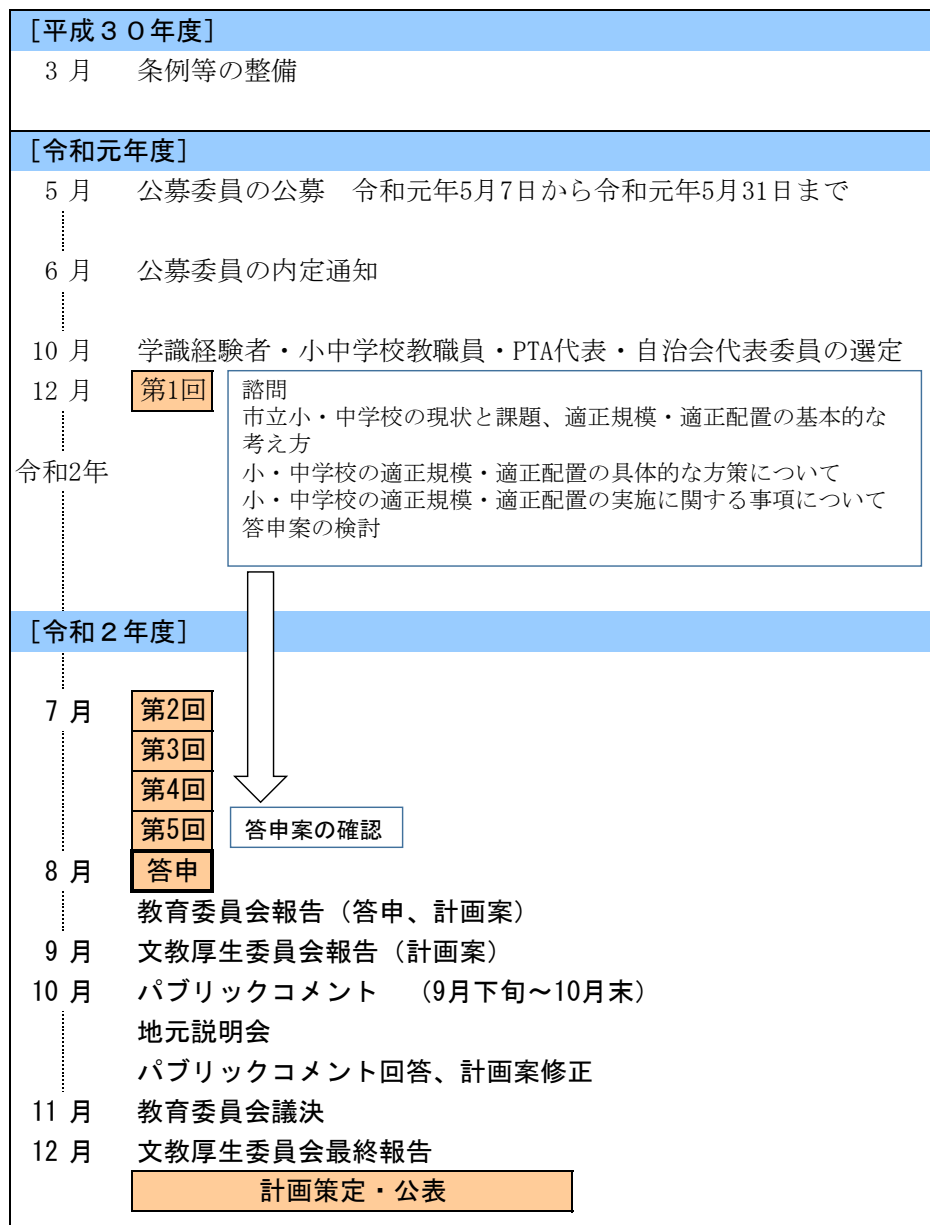 [平成３０年度]
3 月　条例等の整備
[令和元年度]
5 月　公募委員の公募　令和元年5月7日から令和元年5月31日まで
6 月　公募委員の内定通知
10 月　学識経験者・小中学校教職員・PTA代表・自治会代表委員の選定
12 月　第1回
諮問
市立小・中学校の現状と課題、適正規模・適正配置の基本的な
考え方
小・中学校の適正規模・適正配置の具体的な方策について
小・中学校の適正規模・適正配置の実施に関する事項について
答申案の検討
令和2年
[令和２年度]
7 月　第2回
第3回
第4回
第5回　答申案の確認
8 月　答申
教育委員会報告（答申、計画案）
9 月　文教厚生委員会報告（計画案）
10 月　パブリックコメント　（9月下旬～10月末）
地元説明会
パブリックコメント回答、計画案修正
11 月　教育委員会議決
12 月　文教厚生委員会最終報告
計画策定・公表